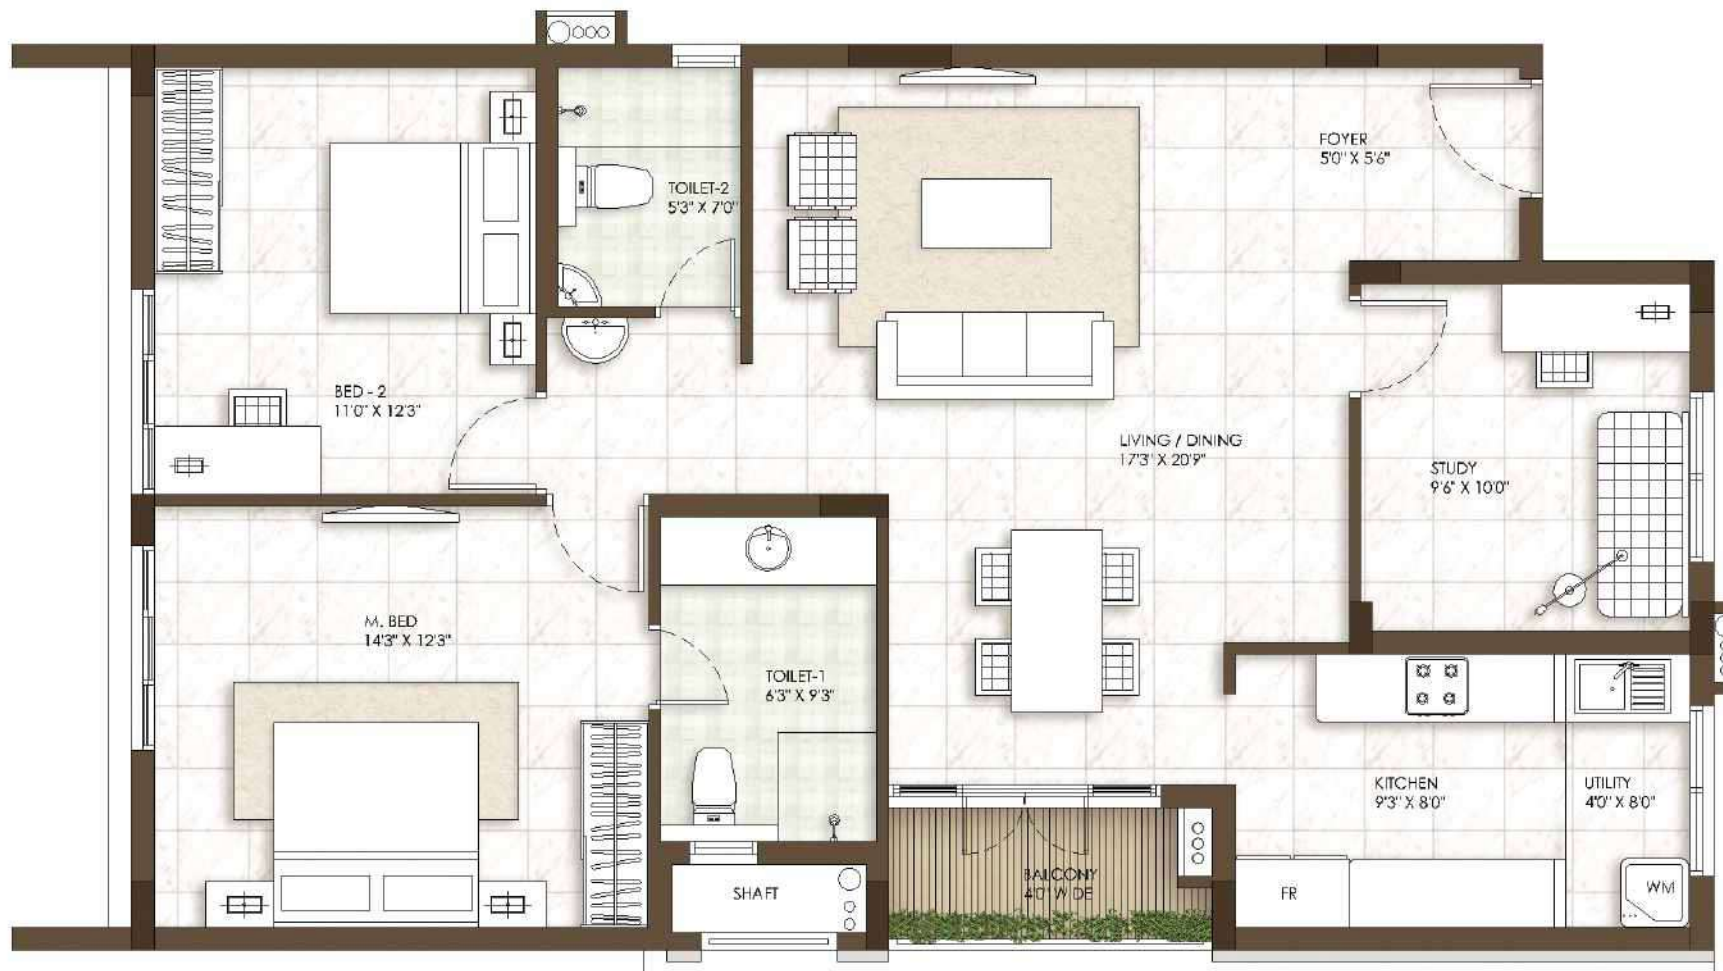 FOYER
5'0" X 5'6"
TOILET-2
5'3" X 7'0"
BED - 2
11'0" X 12'3"
LIVING / DINING
17'3" X 20'9"
STUDY
9'6" X 10'0"
M. BED
14'3" X 12'3"
TOILET-1
6'3" X 9'3"
KITCHEN
9'3" X 8'0"
UTILITY
4'0" X 8'0"
BALCONY
4'0" WIDE
SHAFT
FR
WM